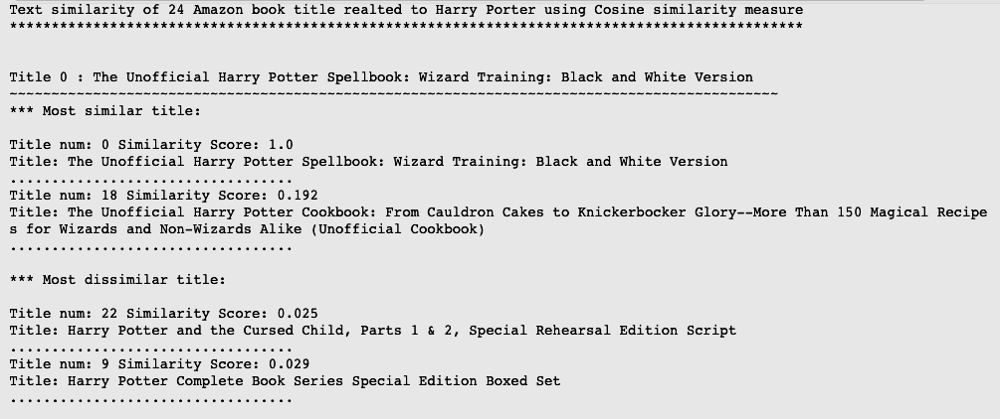 Text similarity of 24 Amazon book title realted to Harry Porter using Cosine similarity measure
***********************************************************************************************
Title 0 : The Unofficial Harry Potter Spellbook: Wizard Training: Black and White Version
~~~~~~~~~~~~~~~~~~~~~~~~~~~~~~~~~~~~~~~~~~~~~~~~~~~~~~~~~~~~~~~~~~~~~~~~~~~~~~~~~~~~~~~~~~~~
*** Most similar title:
Title num: 0 Similarity Score: 1.0
Title: The Unofficial Harry Potter Spellbook: Wizard Training: Black and White Version
..................................
Title num: 18 Similarity Score: 0.192
Title: The Unofficial Harry Potter Cookbook: From Cauldron Cakes to Knickerbocker Glory--More Than 150 Magical Recipe
s for Wizards and Non-Wizards Alike (Unofficial Cookbook)
..................................
*** Most dissimilar title:
Title num: 22 Similarity Score: 0.025
Title: Harry Potter and the Cursed Child, Parts 1 & 2, Special Rehearsal Edition Script
..................................
Title num: 9 Similarity Score: 0.029
Title: Harry Potter Complete Book Series Special Edition Boxed Set
..................................